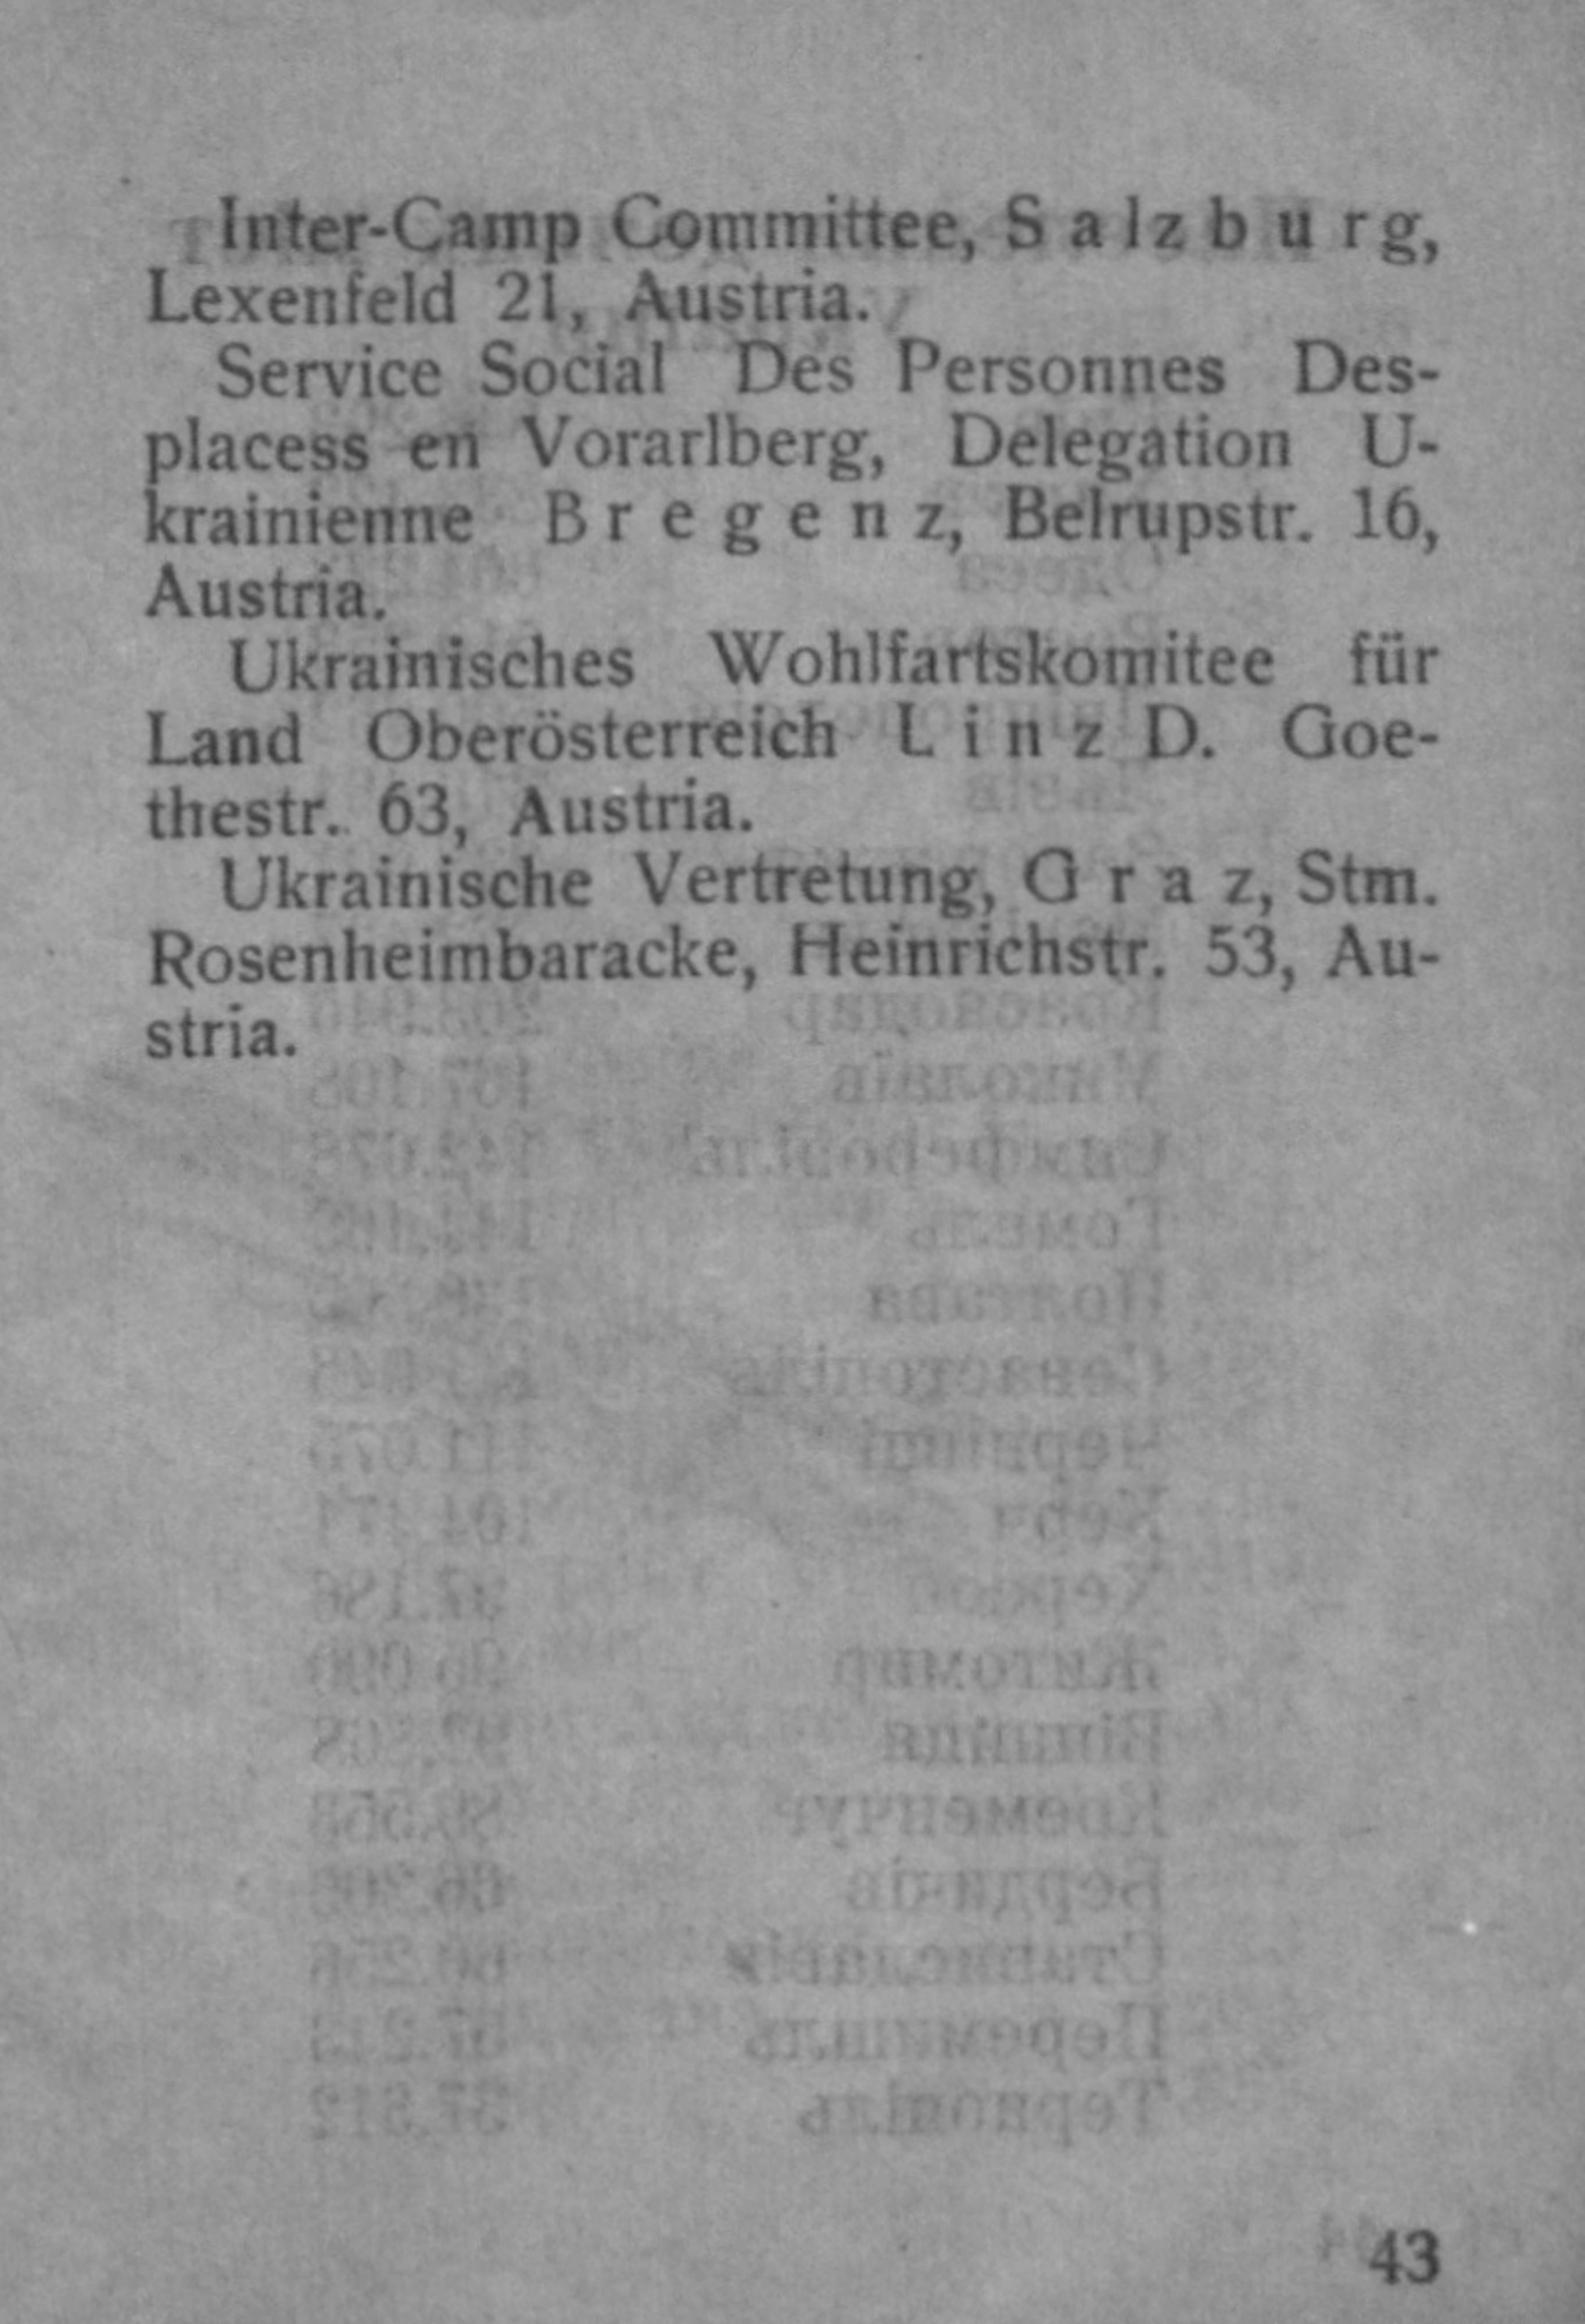 Inter-Camp Committee, S a l z b u r g,
Lexenfeld 21, Austria.
Service Social Des Personnes Des-
placess en Vorarlberg, Delegation U-
krainienne B r e g e n z, Belrupstr. 16,
Austria.
Ukrainisches Wohlfartskomitee für
Land Oberösterreich L i n z D. Goe-
thestr. 63, Austria.
Ukrainische Vertretung, G r a z, Stm.
Rosenheimbaracke, Heinrichstr. 53, Au-
stria.
43